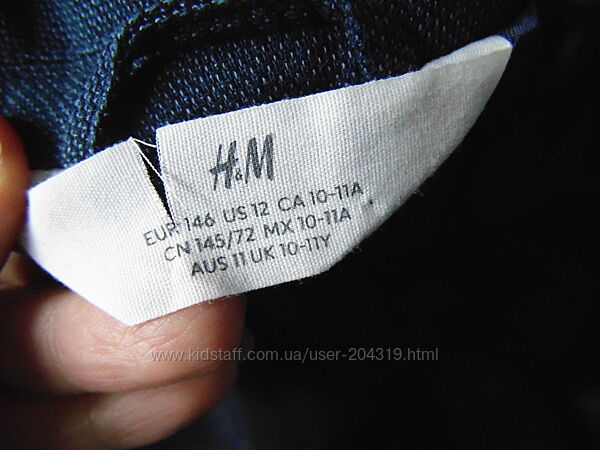 H&M
EUR 146 US 12 CA 10-11A
CN 145/72 MX 10-11A
AUS 11 UK 10-11Y
www.kidstaff.com.ua/user-204319.html